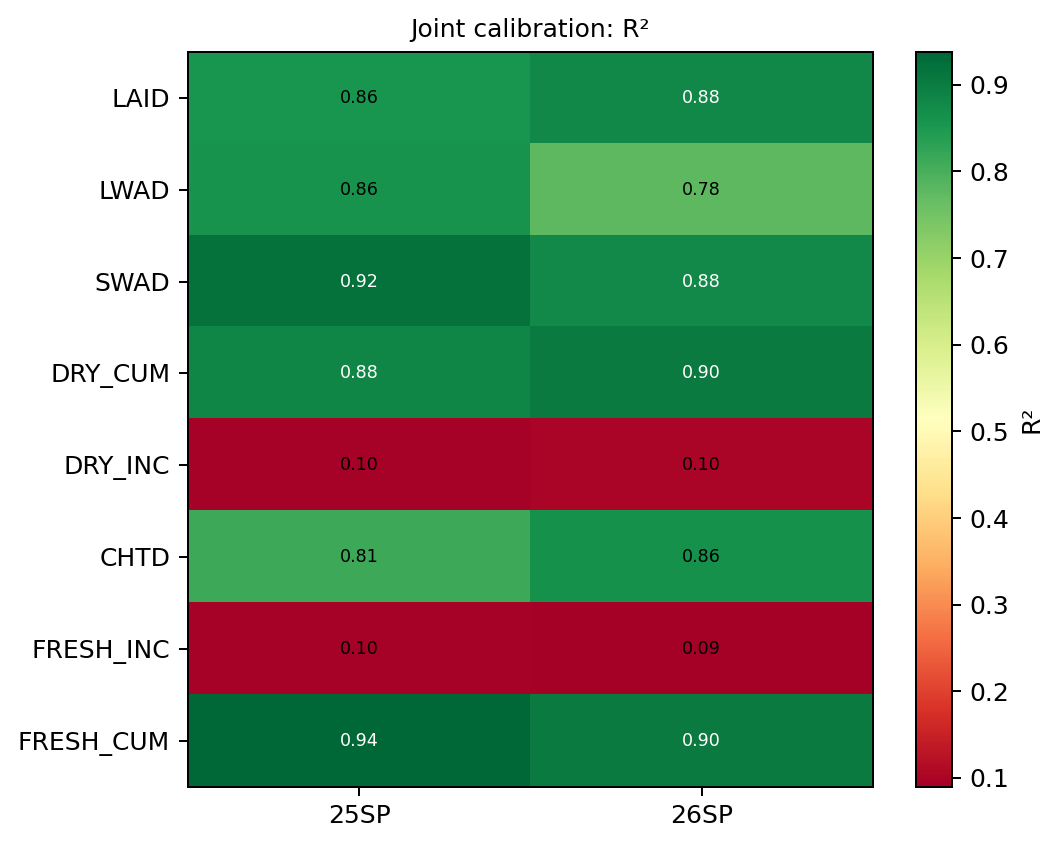 Joint calibration: R²
LAID 0.86 0.88
LWAD 0.86 0.78
SWAD 0.92 0.88
DRY_CUM 0.88 0.90
DRY_INC 0.10 0.10
CHTD 0.81 0.86
FRESH_INC 0.10 0.09
FRESH_CUM 0.94 0.90
25SP 26SP
0.9
0.8
0.7
0.6
0.5
0.4
0.3
0.2
0.1
R²